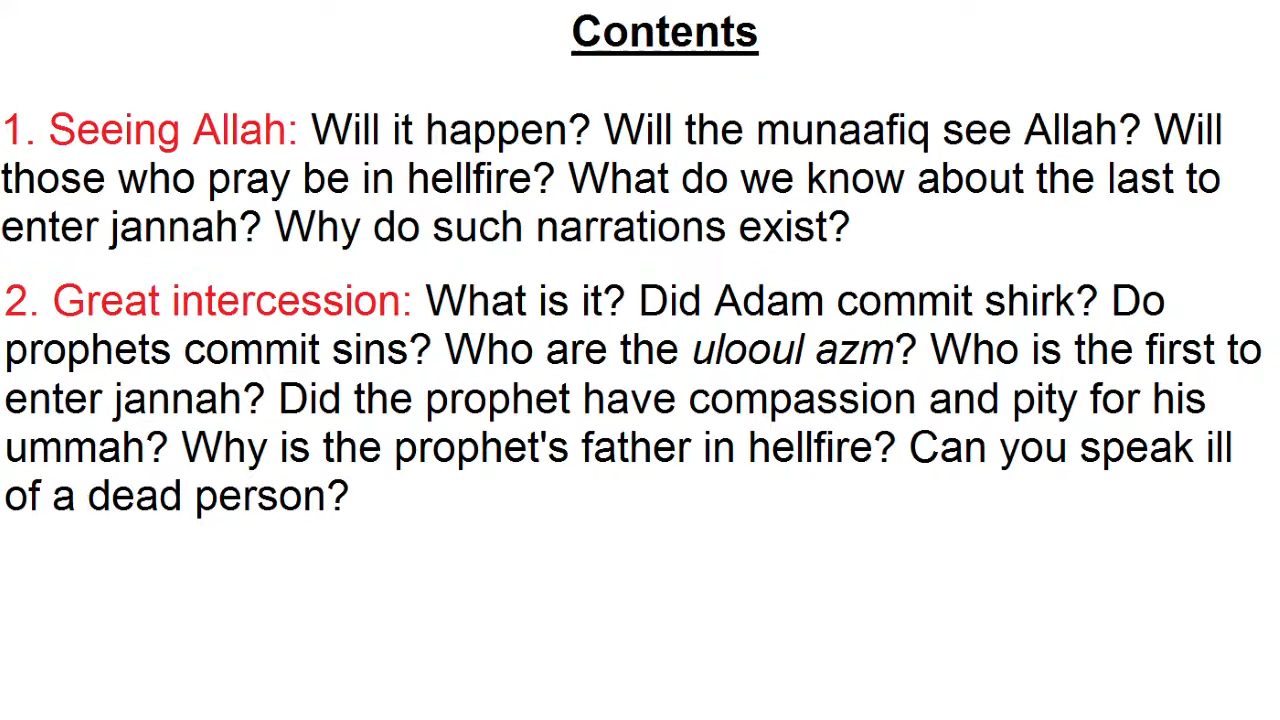 Contents
1. Seeing Allah: Will it happen? Will the munaafiq see Allah? Will
those who pray be in hellfire? What do we know about the last to
enter jannah? Why do such narrations exist?
2. Great intercession: What is it? Did Adam commit shirk? Do
prophets commit sins? Who are the ulooul azm? Who is the first to
enter jannah? Did the prophet have compassion and pity for his
ummah? Why is the prophet's father in hellfire? Can you speak ill
of a dead person?